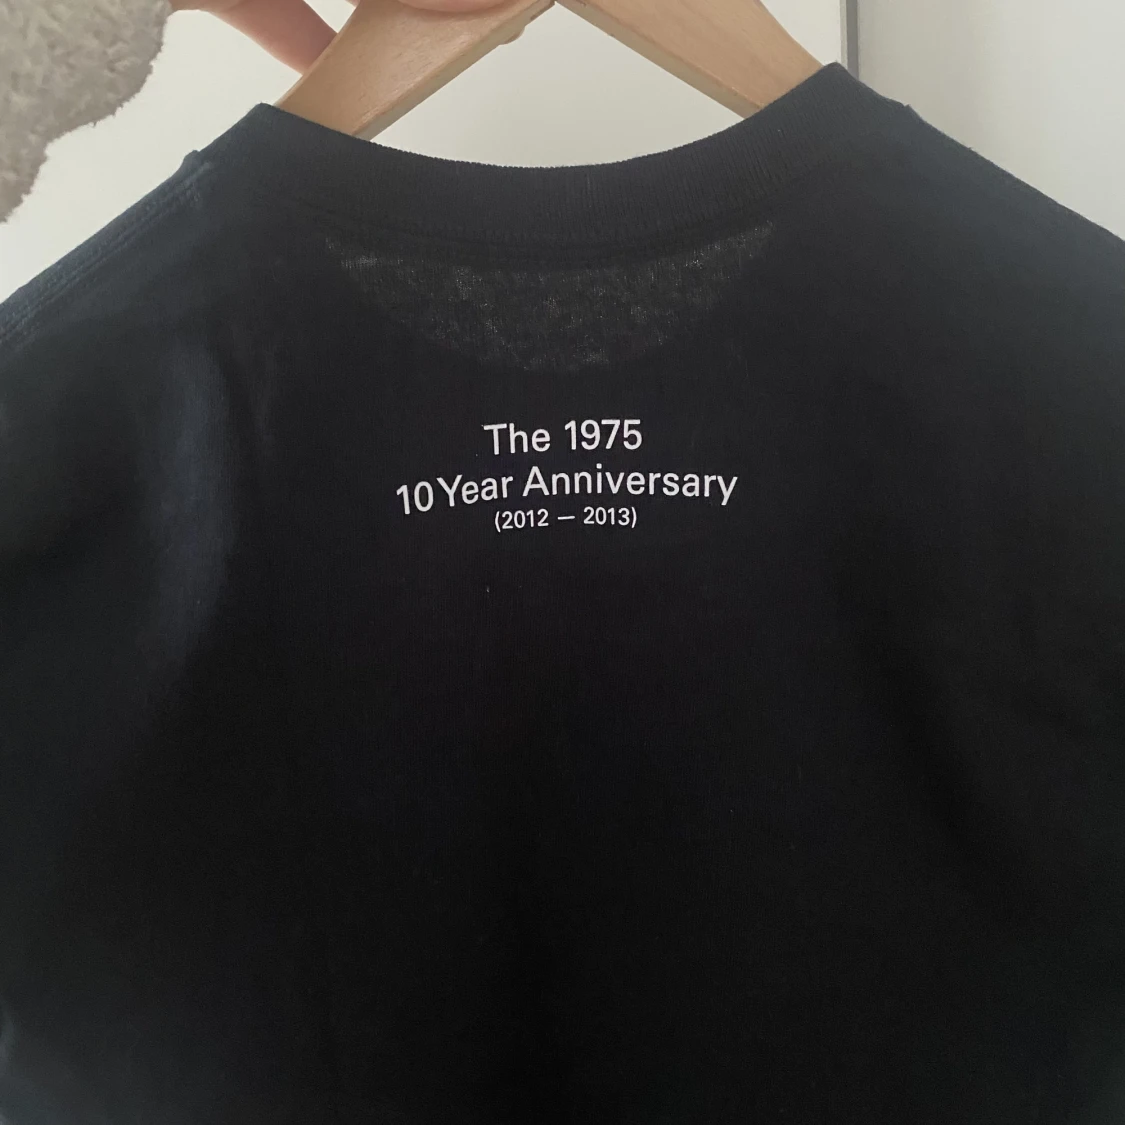 The 1975
10 Year Anniversary
(2012 — 2013)